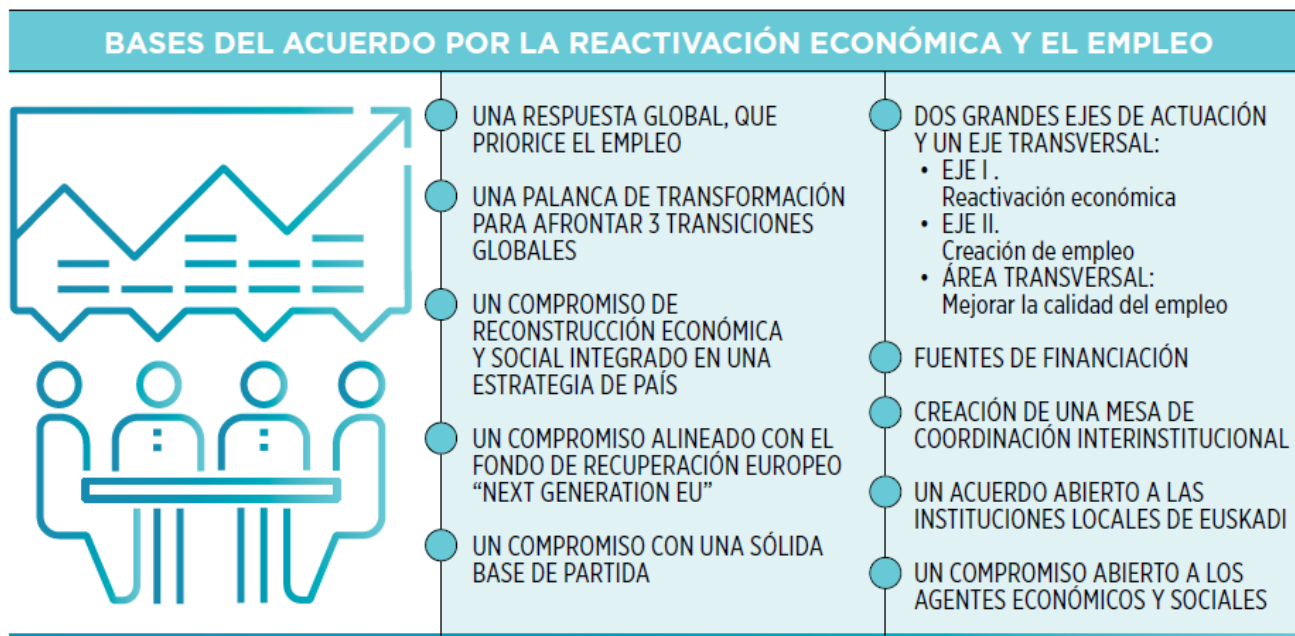 BASES DEL ACUERDO POR LA REACTIVACIÓN ECONÓMICA Y EL EMPLEO
UNA RESPUESTA GLOBAL, QUE
PRIORICE EL EMPLEO
UNA PALANCA DE TRANSFORMACIÓN
PARA AFRONTAR 3 TRANSICIONES
GLOBALES
UN COMPROMISO DE
RECONSTRUCCIÓN ECONÓMICA
Y SOCIAL INTEGRADO EN UNA
ESTRATEGIA DE PAÍS
UN COMPROMISO ALINEADO CON EL
FONDO DE RECUPERACIÓN EUROPEO
“NEXT GENERATION EU”
UN COMPROMISO CON UNA SÓLIDA
BASE DE PARTIDA
DOS GRANDES EJES DE ACTUACIÓN
Y UN EJE TRANSVERSAL:
• EJE I .
Reactivación económica
• EJE II.
Creación de empleo
• ÁREA TRANSVERSAL:
Mejorar la calidad del empleo
FUENTES DE FINANCIACIÓN
CREACIÓN DE UNA MESA DE
COORDINACIÓN INTERINSTITUCIONAL
UN ACUERDO ABIERTO A LAS
INSTITUCIONES LOCALES DE EUSKADI
UN COMPROMISO ABIERTO A LOS
AGENTES ECONÓMICOS Y SOCIALES